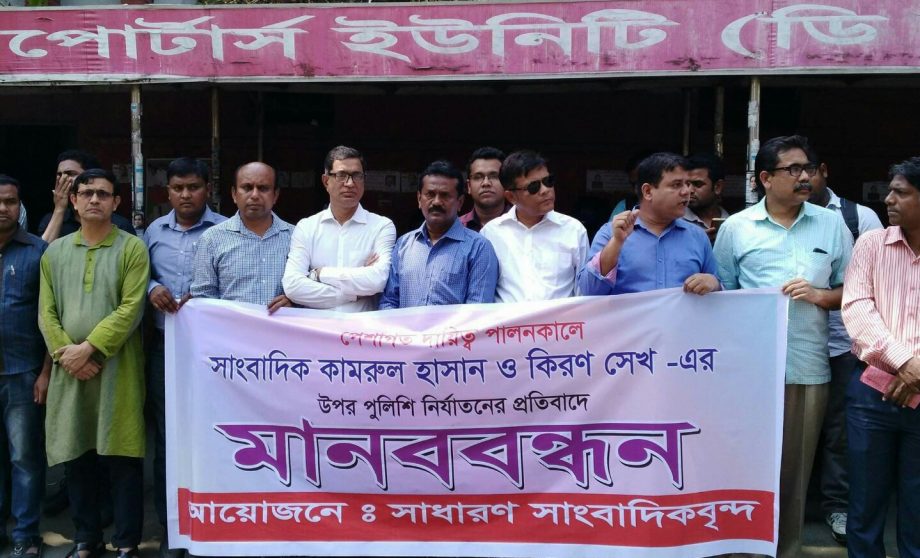 পোর্টার্স ইউনিটি (ডি
পেশাগত দায়িত্ব পালনকালে
সাংবাদিক কামরুল হাসান ও কিরণ সেখ -এর
উপর পুলিশি নির্যাতনের প্রতিবাদে
মানববন্ধন
আয়োজনে ঃ সাধারণ সাংবাদিকবৃন্দ